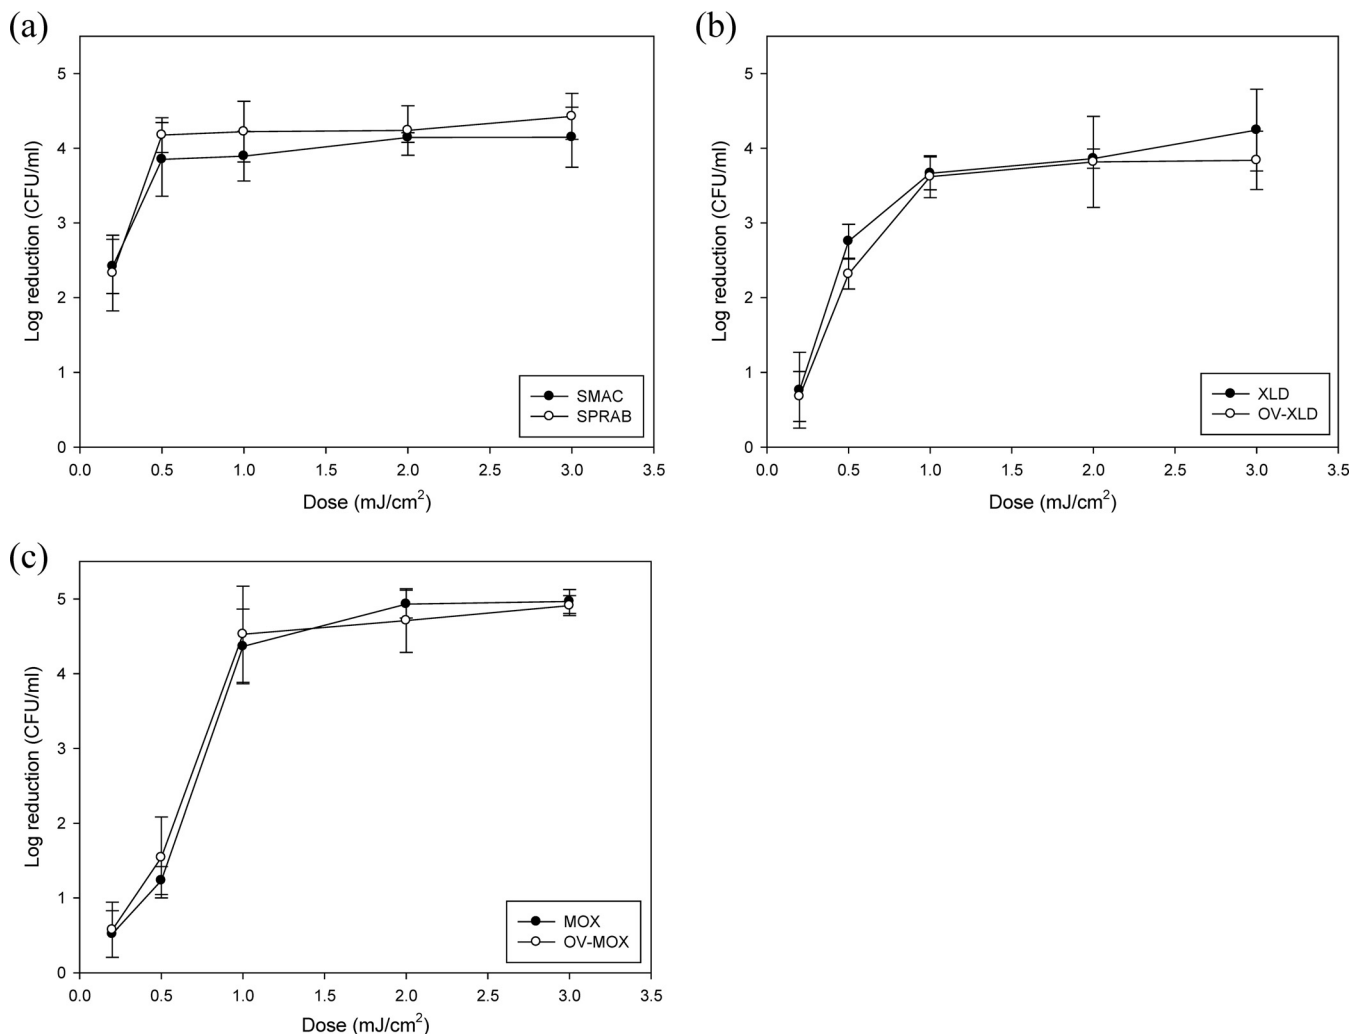 (a)
Log reduction (CFU/ml)
5
4
3
2
1
0
0.0 0.5 1.0 1.5 2.0 2.5 3.0 3.5
Dose (mJ/cm²)
SMAC
SPRAB
(b)
Log reduction (CFU/ml)
5
4
3
2
1
0
0.0 0.5 1.0 1.5 2.0 2.5 3.0 3.5
Dose (mJ/cm²)
XLD
OV-XLD
(c)
Log reduction (CFU/ml)
5
4
3
2
1
0
0.0 0.5 1.0 1.5 2.0 2.5 3.0 3.5
Dose (mJ/cm²)
MOX
OV-MOX